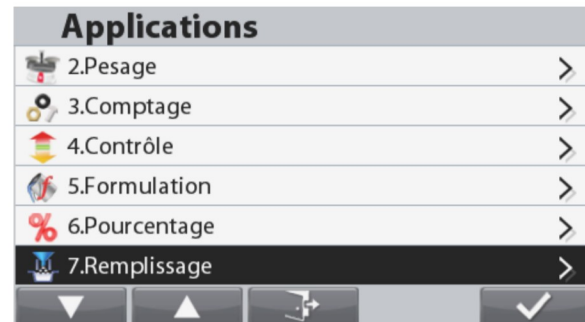 Applications
2.Pesage
3.Comptage
4.Contrôle
5.Formulation
6.Pourcentage
7.Remplissage